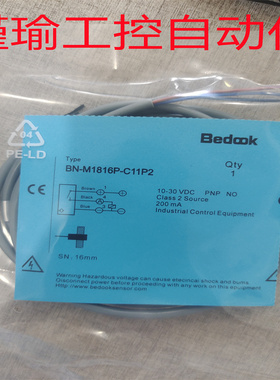 瑾瑜工控自动化
04
PE-LD
Bedook
Type
BN-M1816P-C11P2
Qty
1
Brown
Black
Blue
10-30 VDC PNP NO
Class 2 Source
200 mA
Industrial Control Equipment
SN: 16mm
Warning-Hazardous voltage can cause electrical shock and burns
Disconnect power before proceeding with any work this equipment
www.bedooksensor.com